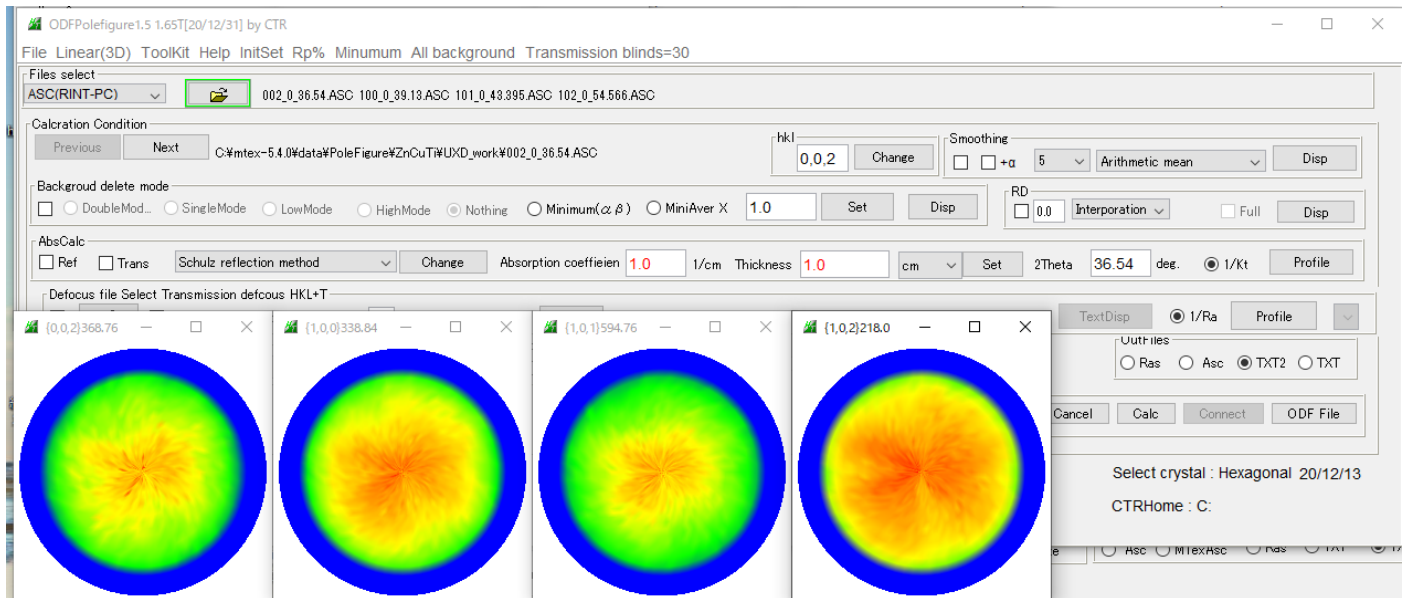 ODFPolefigure1.5 1.65T[20/12/31] by CTR
File Linear(3D) ToolKit Help InitSet Rp% Minumum All background Transmission blinds=30
Files select
ASC(RINT-PC) 002_0_36.54.ASC 100_0_39.13.ASC 101_0_43.395.ASC 102_0_54.566.ASC
Calcration Condition
Previous Next C:¥mtex-5.4.0¥data¥PoleFigure¥ZnCuTi¥UXD_work¥002_0_36.54.ASC
hkl
0,0,2 Change
Smoothing
+α 5 Arithmetic mean Disp
Backgroud delete mode
DoubleMod... SingleMode LowMode HighMode Nothing Minimum(αβ) MiniAver X 1.0 Set Disp
RD
0.0 Interporation Full Disp
AbsCalc
Ref Trans Schulz reflection method Change Absorption coeffieien 1.0 1/cm Thickness 1.0 cm Set 2Theta 36.54 deg. 1/Kt Profile
Defocus file Select Transmission defcous HKL+T
TextDisp 1/Ra Profile
{0,0,2}368.76 {1,0,0}338.84 {1,0,1}594.76 {1,0,2}218.0
OutFiles
Ras Asc TXT2 TXT
Cancel Calc Connect ODF File
Select crystal : Hexagonal 20/12/13
CTRHome : C:
Asc MTexAsc Ras TXT